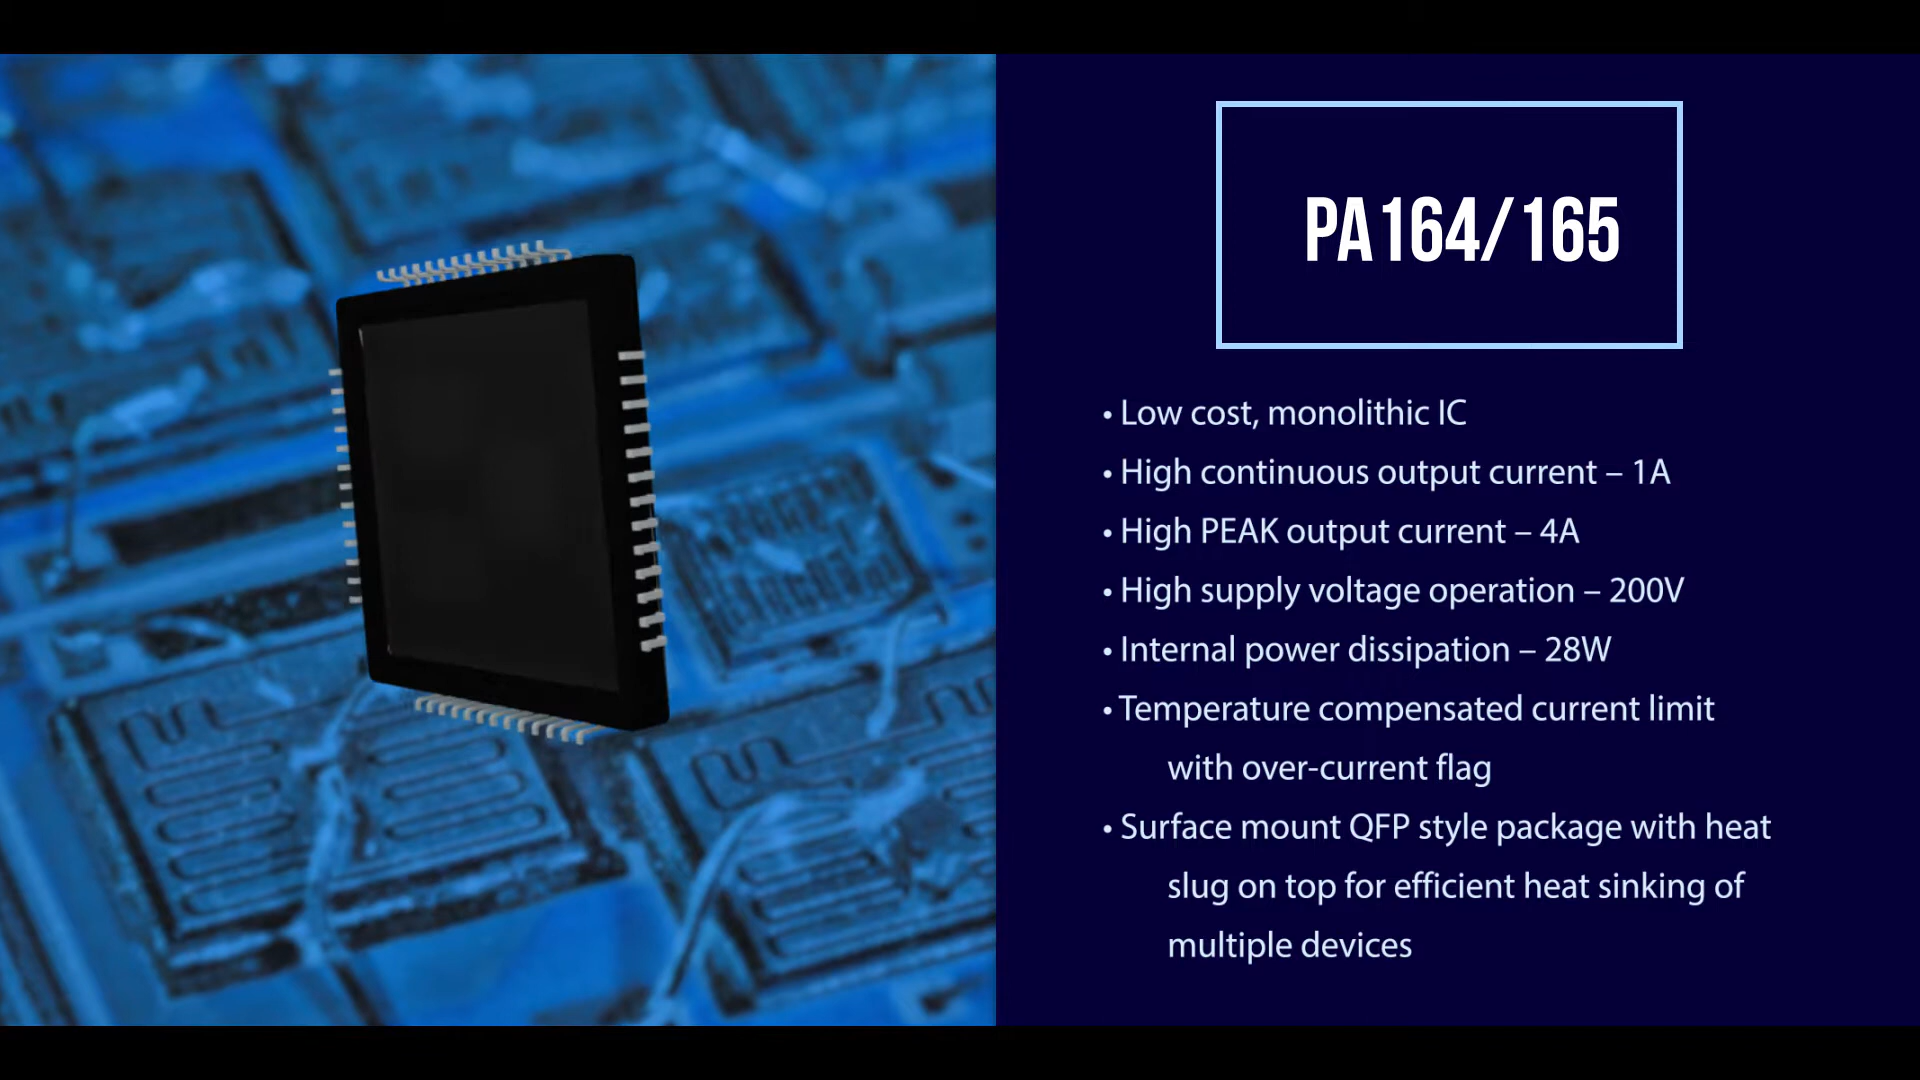 PA164/165
• Low cost, monolithic IC
• High continuous output current – 1A
• High PEAK output current – 4A
• High supply voltage operation – 200V
• Internal power dissipation – 28W
• Temperature compensated current limit
with over-current flag
• Surface mount QFP style package with heat
slug on top for efficient heat sinking of
multiple devices